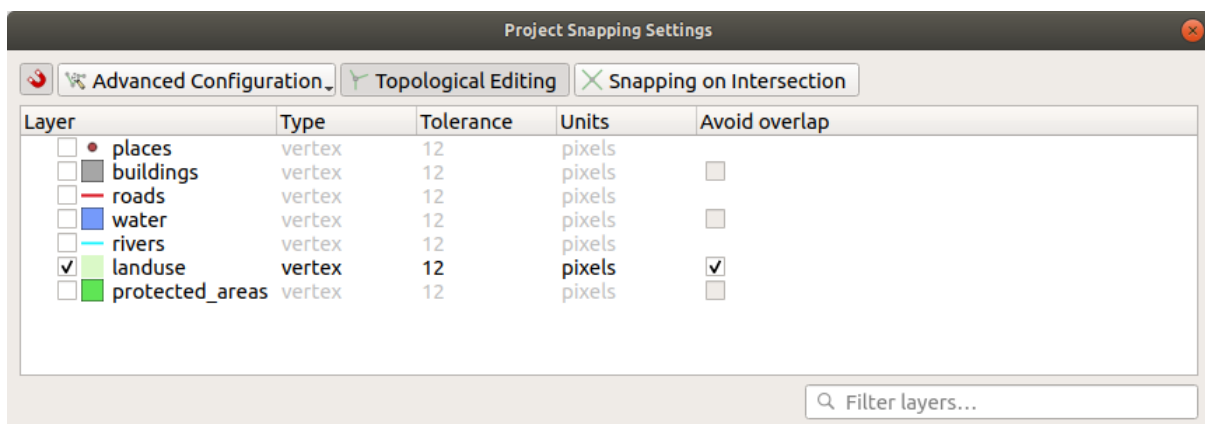 Project Snapping Settings
Advanced Configuration Topological Editing Snapping on Intersection
Layer Type Tolerance Units Avoid overlap
places vertex 12 pixels
buildings vertex 12 pixels
roads vertex 12 pixels
water vertex 12 pixels
rivers vertex 12 pixels
landuse vertex 12 pixels
protected_areas vertex 12 pixels
Filter layers...